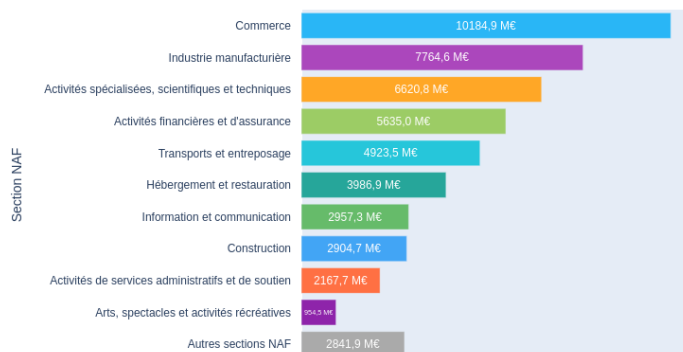 Commerce
10184,9 M€
Industrie manufacturière
7764,6 M€
Activités spécialisées, scientifiques et techniques
6620,8 M€
Activités financières et d'assurance
5635,0 M€
Transports et entreposage
4923,5 M€
Hébergement et restauration
3986,9 M€
Information et communication
2957,3 M€
Construction
2904,7 M€
Activités de services administratifs et de soutien
2167,7 M€
Arts, spectacles et activités récréatives
954,5 M€
Autres sections NAF
2841,9 M€
Section NAF